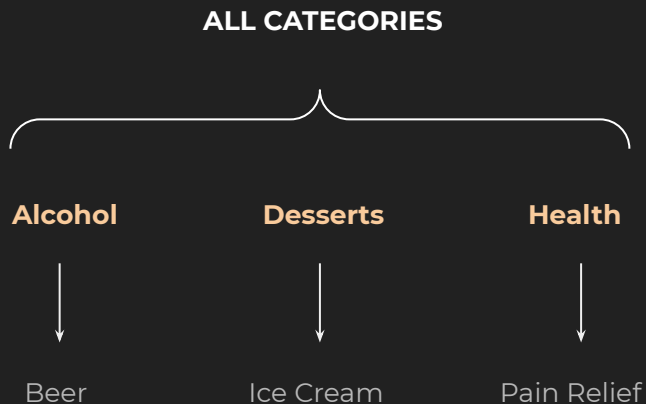 ALL CATEGORIES
Alcohol Desserts Health
Beer Ice Cream Pain Relief